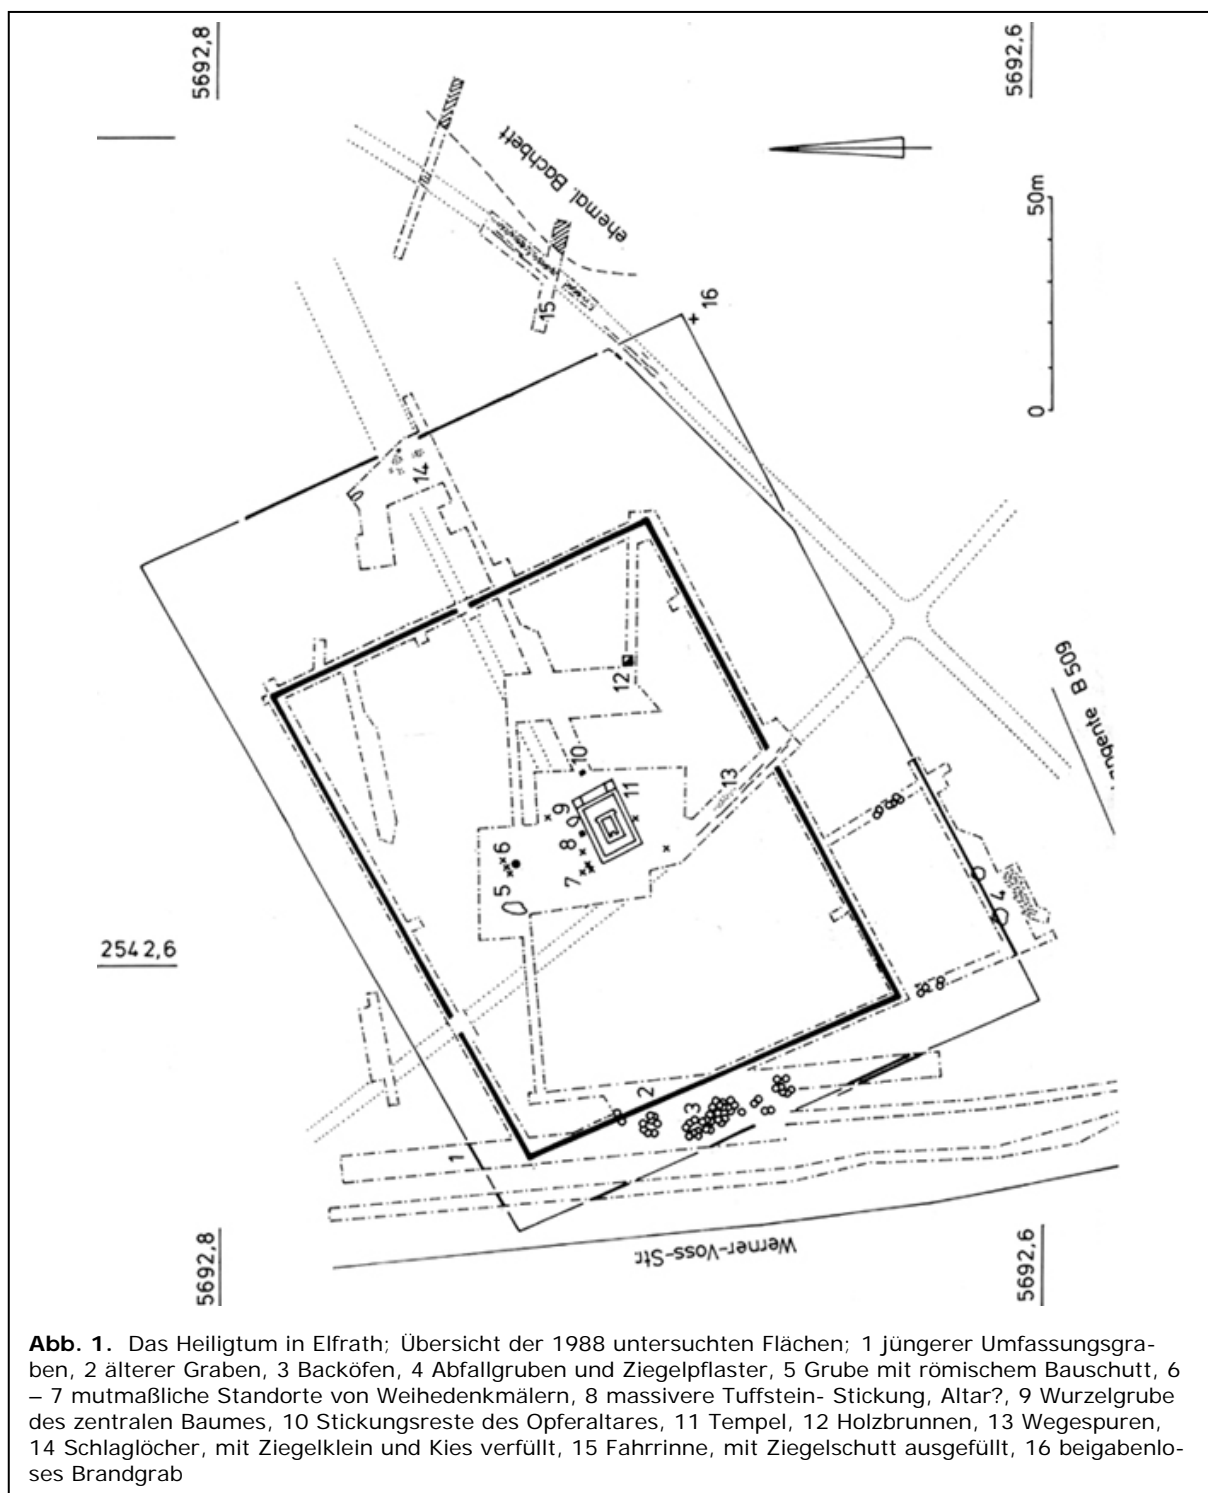 5692,8
5692,6
ehemal. Bachbett
50m
0
15
16
14
12
10
13
11
9
8
6
5
7
B 509
4
2542,6
2
3
1
5692,8
5692,6
Werner-Voss-Str.
Abb. 1. Das Heiligtum in Elfrath; Übersicht der 1988 untersuchten Flächen; 1 jüngerer Umfassungsgra-
ben, 2 älterer Graben, 3 Backöfen, 4 Abfallgruben und Ziegelpflaster, 5 Grube mit römischem Bauschutt, 6
– 7 mutmaßliche Standorte von Weihedenkmälern, 8 massivere Tuffstein- Stickung, Altar?, 9 Wurzelgrube
des zentralen Baumes, 10 Stickungsreste des Opferaltares, 11 Tempel, 12 Holzbrunnen, 13 Wegespuren,
14 Schlaglöcher, mit Ziegelklein und Kies verfüllt, 15 Fahrrinne, mit Ziegelschutt ausgefüllt, 16 beigabenlo-
ses Brandgrab